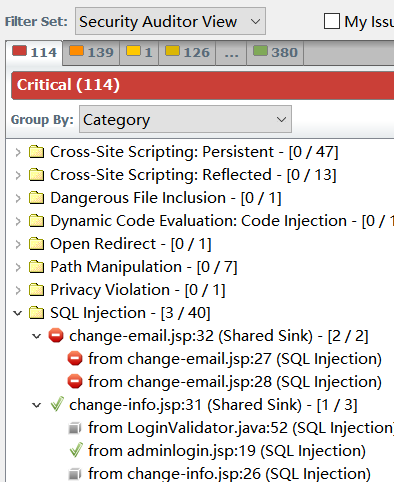 Filter Set: Security Auditor View My Issu
114 139 1 126 ... 380
Critical (114)
Group By: Category
Cross-Site Scripting: Persistent - [0 / 47]
Cross-Site Scripting: Reflected - [0 / 13]
Dangerous File Inclusion - [0 / 1]
Dynamic Code Evaluation: Code Injection - [0 / 1
Open Redirect - [0 / 1]
Path Manipulation - [0 / 7]
Privacy Violation - [0 / 1]
SQL Injection - [3 / 40]
change-email.jsp:32 (Shared Sink) - [2 / 2]
from change-email.jsp:27 (SQL Injection)
from change-email.jsp:28 (SQL Injection)
change-info.jsp:31 (Shared Sink) - [1 / 3]
from LoginValidator.java:52 (SQL Injection)
from adminlogin.jsp:19 (SQL Injection)
from change-info.jsp:26 (SQL Injection)